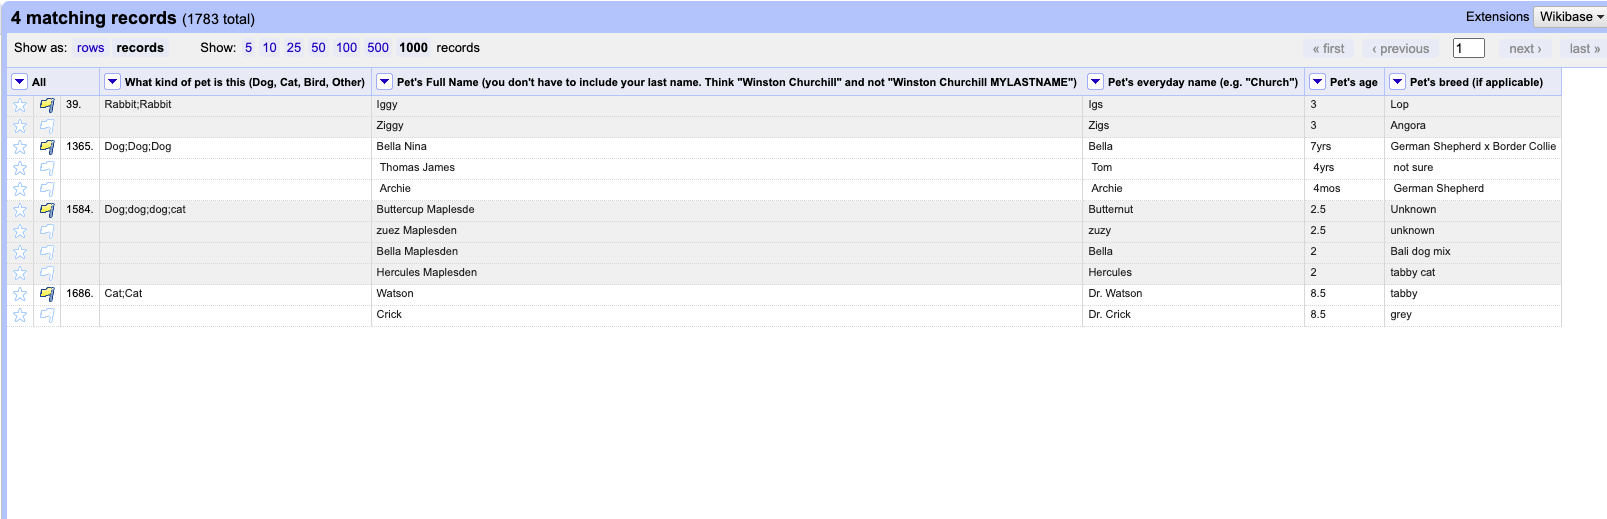 4 matching records (1783 total)
Extensions Wikibase
Show as: rows records Show: 5 10 25 50 100 500 1000 records « first ‹ previous 1 next › last »
All What kind of pet is this (Dog, Cat, Bird, Other) Pet's Full Name (you don't have to include your last name. Think "Winston Churchill" and not "Winston Churchill MYLASTNAME") Pet's everyday name (e.g. "Church") Pet's age Pet's breed (if applicable)
39. Rabbit;Rabbit Iggy Igs 3 Lop
Ziggy Zigs 3 Angora
1365. Dog;Dog;Dog Bella Nina Bella 7yrs German Shepherd x Border Collie
Thomas James Tom 4yrs not sure
Archie Archie 4mos German Shepherd
1584. Dog;dog;dog;cat Buttercup Maplesde Butternut 2.5 Unknown
zuez Maplesden zuzy 2.5 unknown
Bella Maplesden Bella 2 Bali dog mix
Hercules Maplesden Hercules 2 tabby cat
1686. Cat;Cat Watson Dr. Watson 8.5 tabby
Crick Dr. Crick 8.5 grey